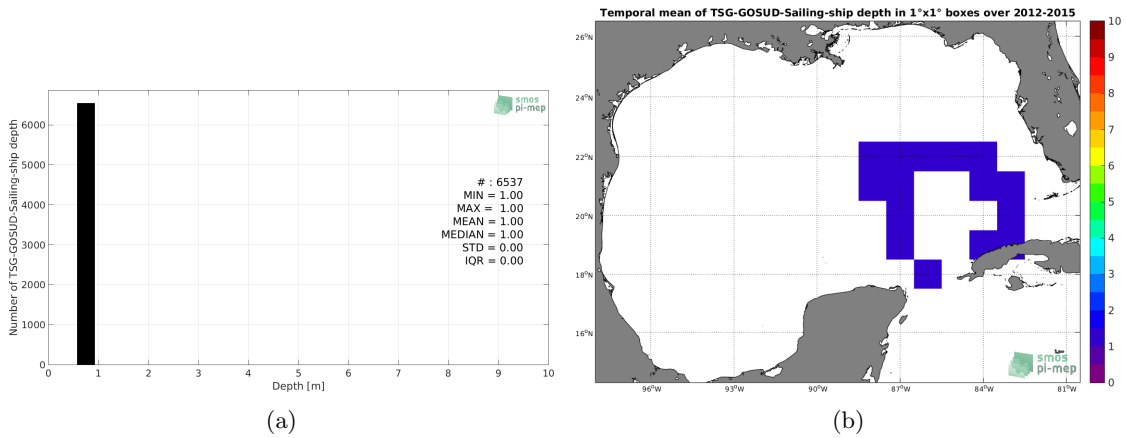 smos
pi-mep
Number of TSG-GOSUD-Sailing-ship depth
6000
5000
4000
3000
2000
1000
0
# : 6537
MIN = 1.00
MAX = 1.00
MEAN = 1.00
MEDIAN = 1.00
STD = 0.00
IQR = 0.00
0 1 2 3 4 5 6 7 8 9 10
Depth [m]
(a)
Temporal mean of TSG-GOSUD-Sailing-ship depth in 1°x1° boxes over 2012-2015
26°N
24°N
22°N
20°N
18°N
16°N
96°W 93°W 90°W 87°W 84°W 81°W
smos
pi-mep
10
9
8
7
6
5
4
3
2
1
0
(b)